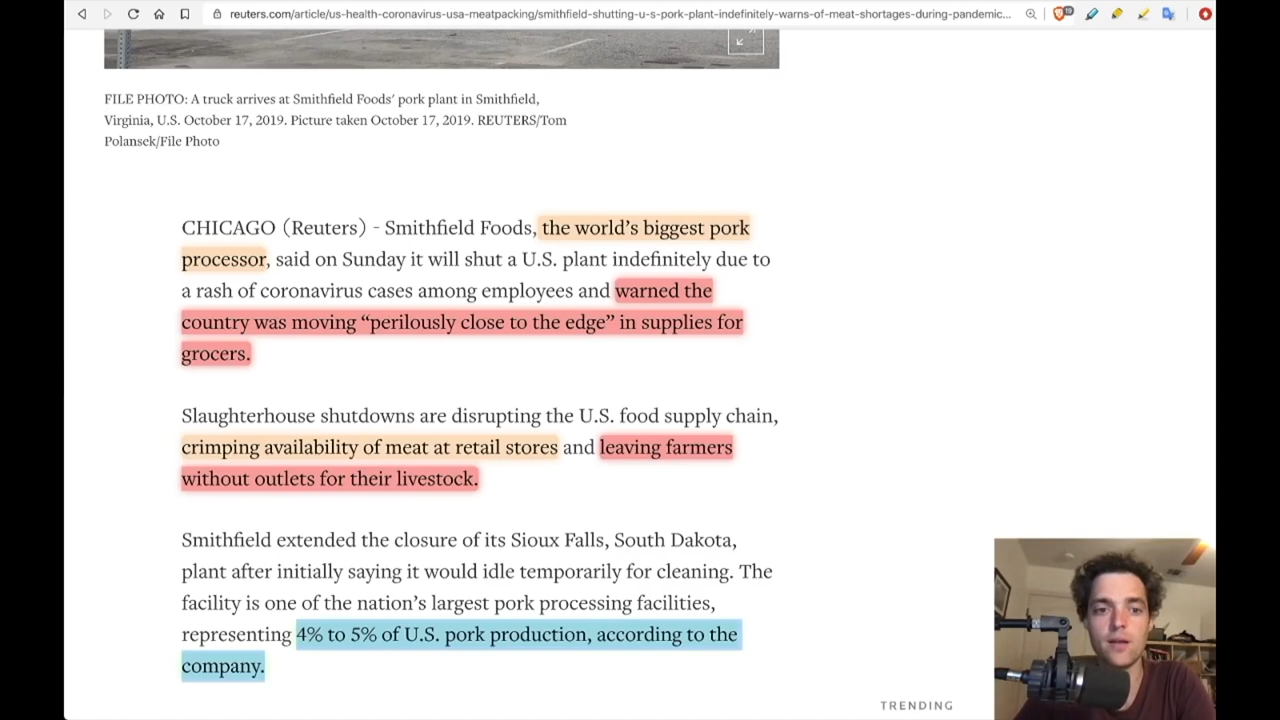 reuters.com/article/us-health-coronavirus-usa-meatpacking/smithfield-shutting-u-s-pork-plant-indefinitely-warns-of-meat-shortages-during-pandemic...
19
FILE PHOTO: A truck arrives at Smithfield Foods' pork plant in Smithfield,
Virginia, U.S. October 17, 2019. Picture taken October 17, 2019. REUTERS/Tom
Polansek/File Photo
CHICAGO (Reuters) - Smithfield Foods, the world’s biggest pork
processor, said on Sunday it will shut a U.S. plant indefinitely due to
a rash of coronavirus cases among employees and warned the
country was moving “perilously close to the edge” in supplies for
grocers.
Slaughterhouse shutdowns are disrupting the U.S. food supply chain,
crimping availability of meat at retail stores and leaving farmers
without outlets for their livestock.
Smithfield extended the closure of its Sioux Falls, South Dakota,
plant after initially saying it would idle temporarily for cleaning. The
facility is one of the nation’s largest pork processing facilities,
representing 4% to 5% of U.S. pork production, according to the
company.
TRENDING